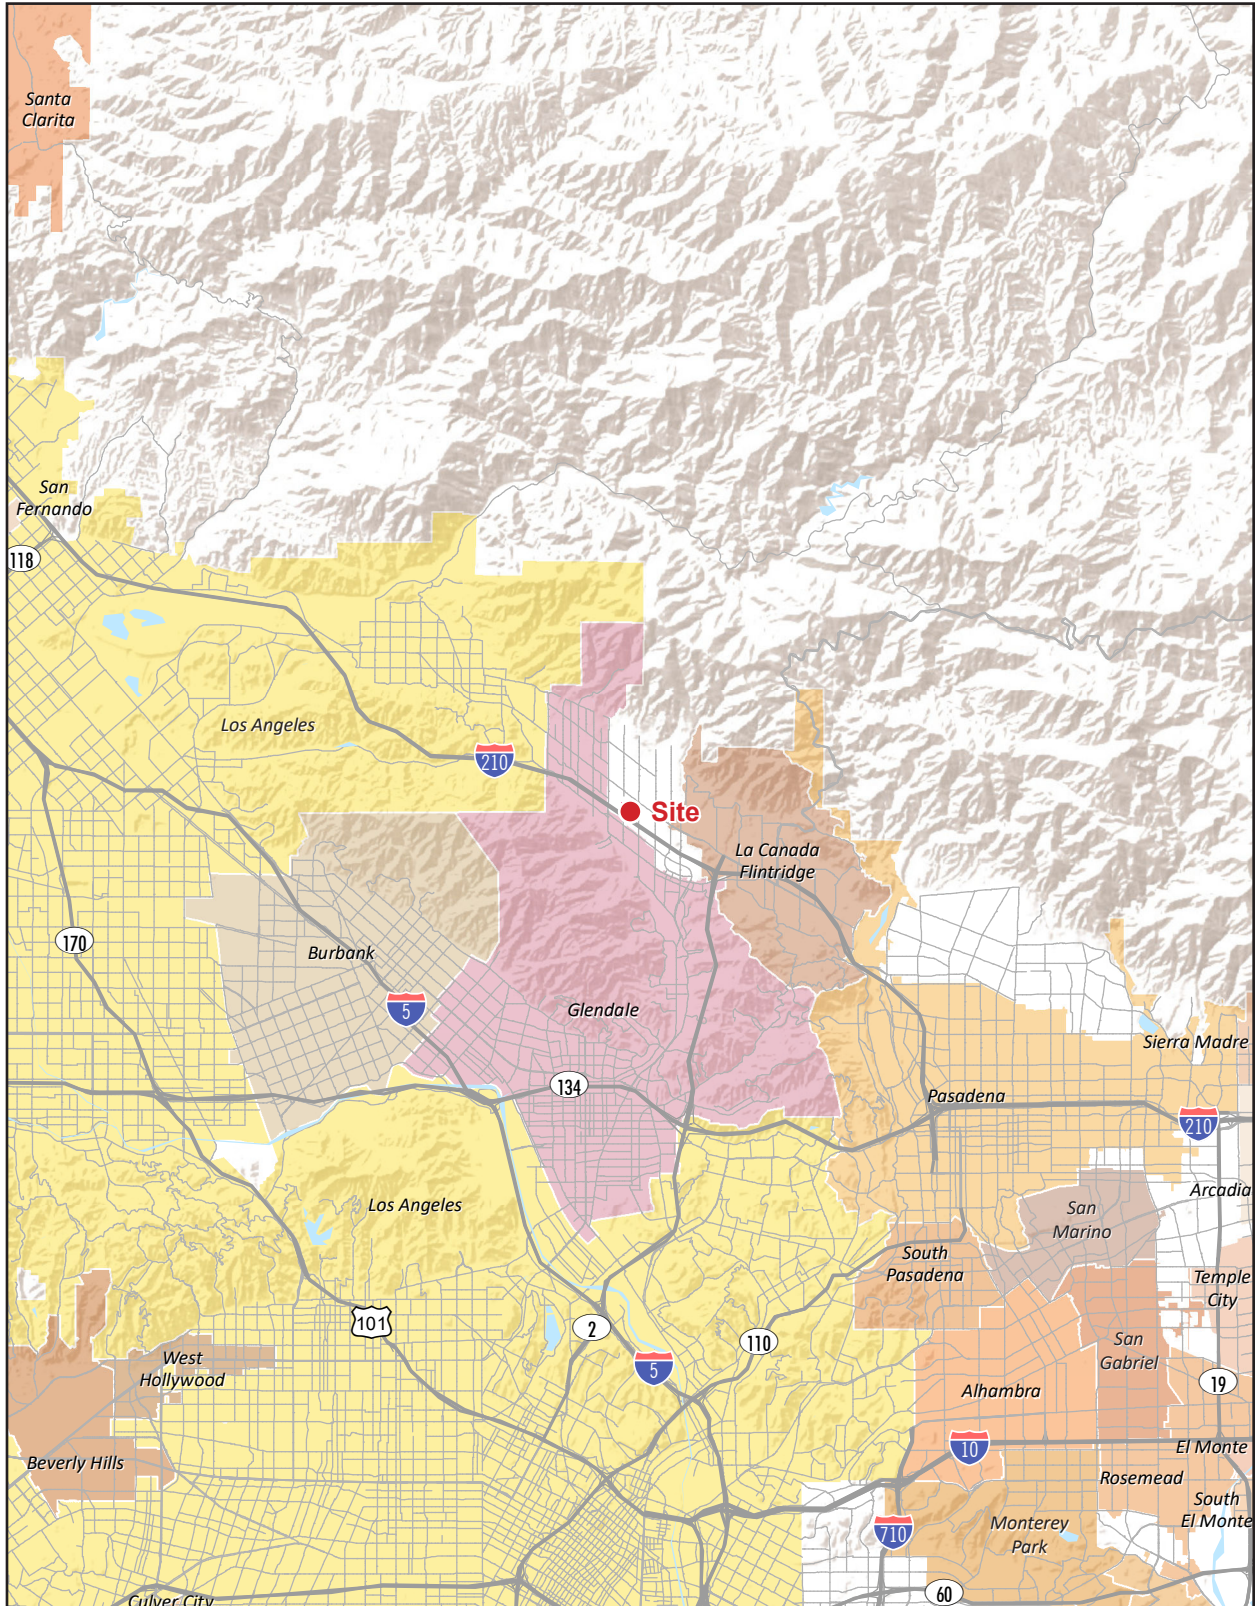 Santa
Clarita
San
Fernando
118
Los Angeles
210
Site
La Canada
Flintridge
170
Burbank
5
Glendale
Sierra Madre
134
Pasadena
210
Arcadia
Los Angeles
San
Marino
South
Pasadena
Temple
City
101
2
110
5
San
Gabriel
West
Hollywood
19
Alhambra
10
El Monte
Beverly Hills
Rosemead
South
El Monte
710
Monterey
Park
60
Culver City